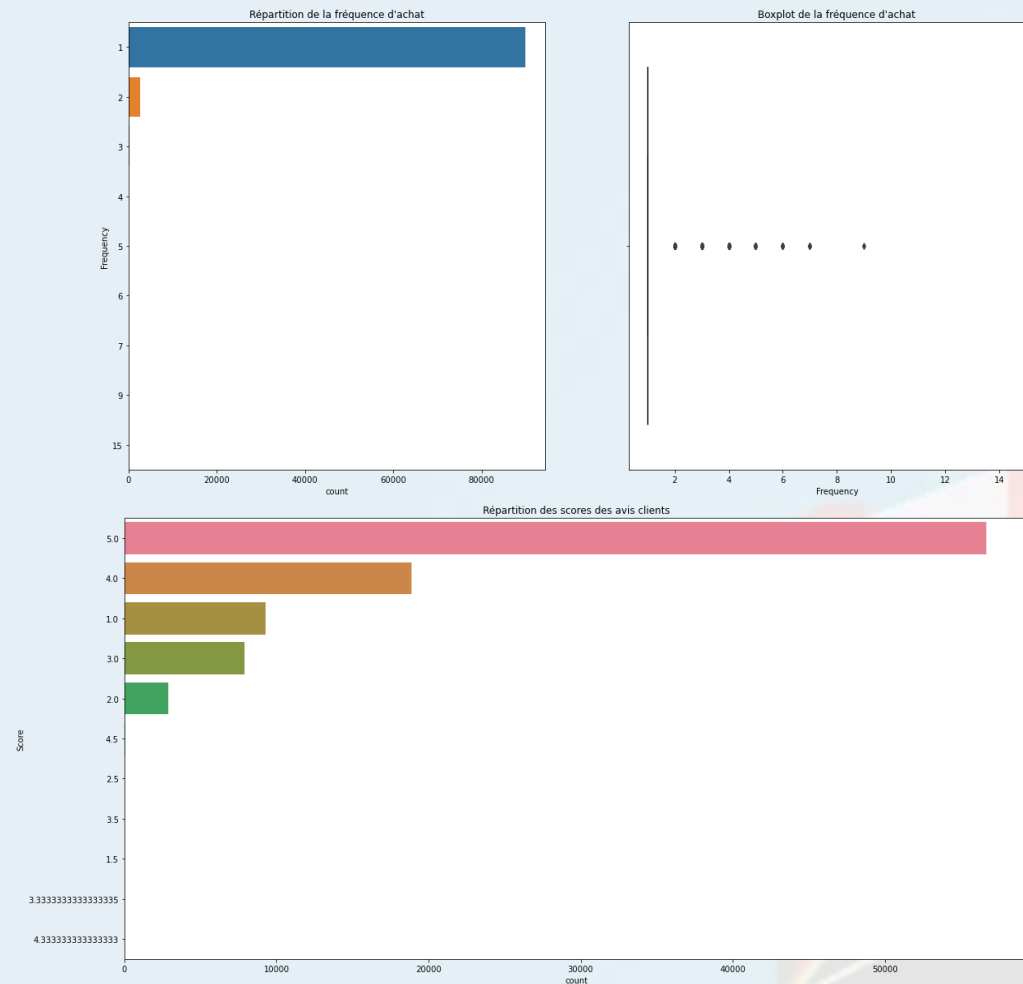 Répartition de la fréquence d'achat
Frequency
1
2
3
4
5
6
7
9
15
0 20000 40000 60000 80000
count
Boxplot de la fréquence d'achat
2 4 6 8 10 12 14
Frequency
Répartition des scores des avis clients
Score
5.0
4.0
1.0
3.0
2.0
4.5
2.5
3.5
1.5
3.3333333333333335
4.333333333333333
0 10000 20000 30000 40000 50000
count